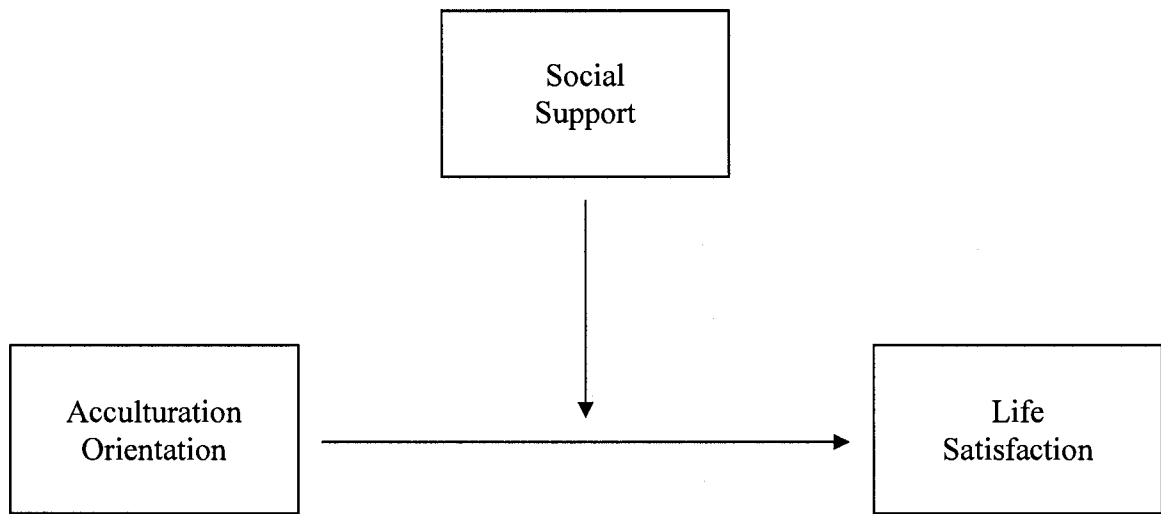 Social
Support
Acculturation
Orientation
Life
Satisfaction